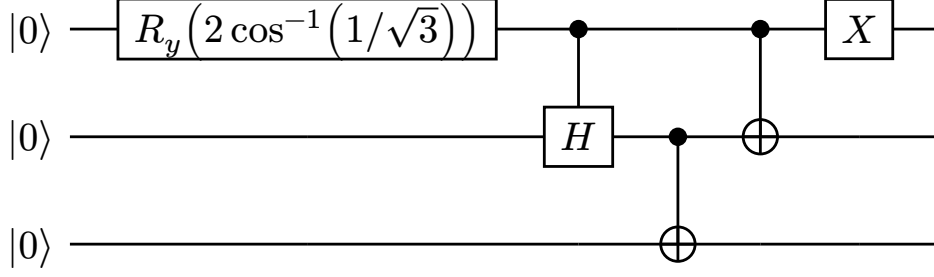 |0⟩ R_y(2 cos⁻¹(1/√3)) X
|0⟩ H
|0⟩